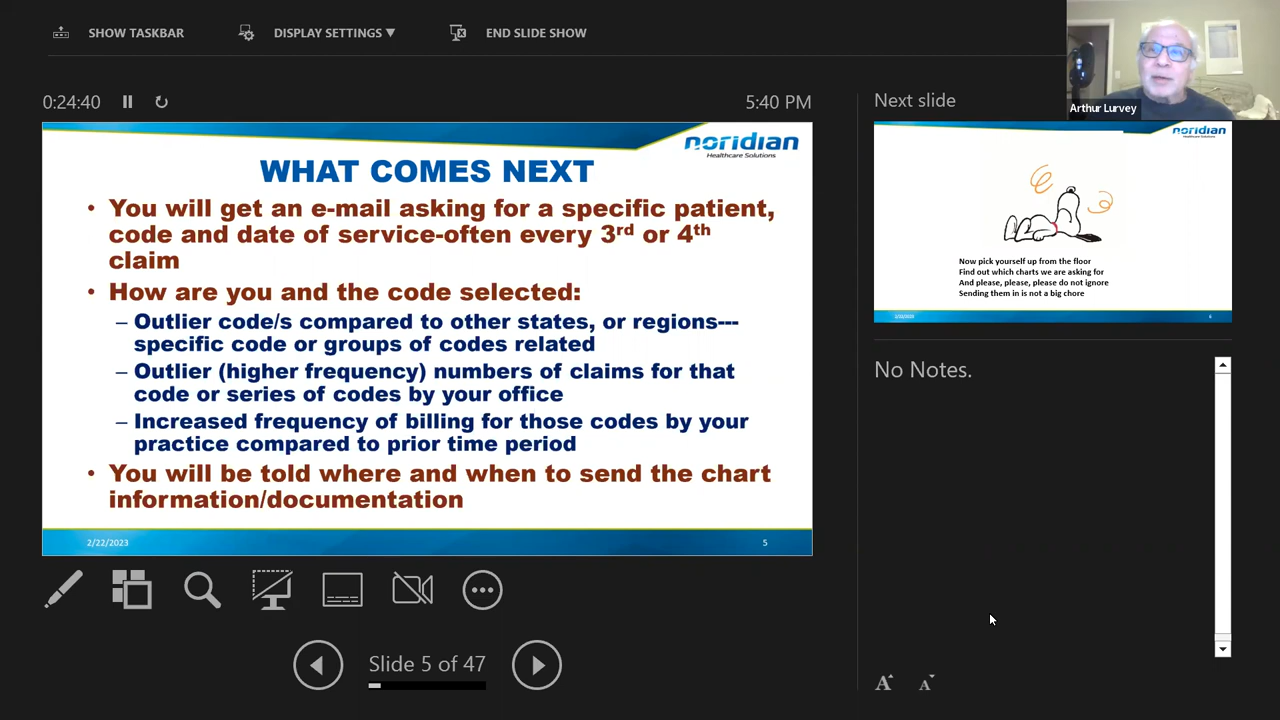 SHOW TASKBAR
DISPLAY SETTINGS ▼
END SLIDE SHOW
Arthur Lurvey
0:24:40
5:40 PM
Next slide
noridian
Healthcare Solutions
WHAT COMES NEXT
• You will get an e-mail asking for a specific patient,
code and date of service-often every 3rd or 4th
claim
• How are you and the code selected:
– Outlier code/s compared to other states, or regions---
specific code or groups of codes related
– Outlier (higher frequency) numbers of claims for that
code or series of codes by your office
– Increased frequency of billing for those codes by your
practice compared to prior time period
• You will be told where and when to send the chart
information/documentation
2/22/2023
5
noridian
Healthcare Solutions
Now pick yourself up from the floor
Find out which charts we are asking for
And please, please, please do not ignore
Sending them in is not a big chore
2/22/2023
6
No Notes.
Slide 5 of 47
A
A